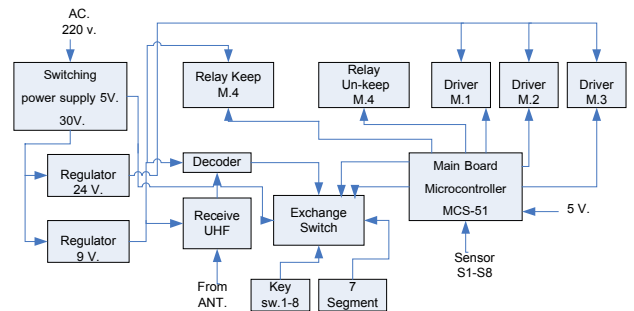 AC.
220 v.
Switching
power supply 5V.
30V.
Relay Keep
M.4
Relay
Un-keep
M.4
Driver
M.1
Driver
M.2
Driver
M.3
Regulator
24 V.
Decoder
Main Board
Microcontroller
MCS-51
Receive
UHF
Exchange
Switch
5 V.
Regulator
9 V.
Sensor
S1-S8
From
ANT.
Key
sw.1-8
7
Segment